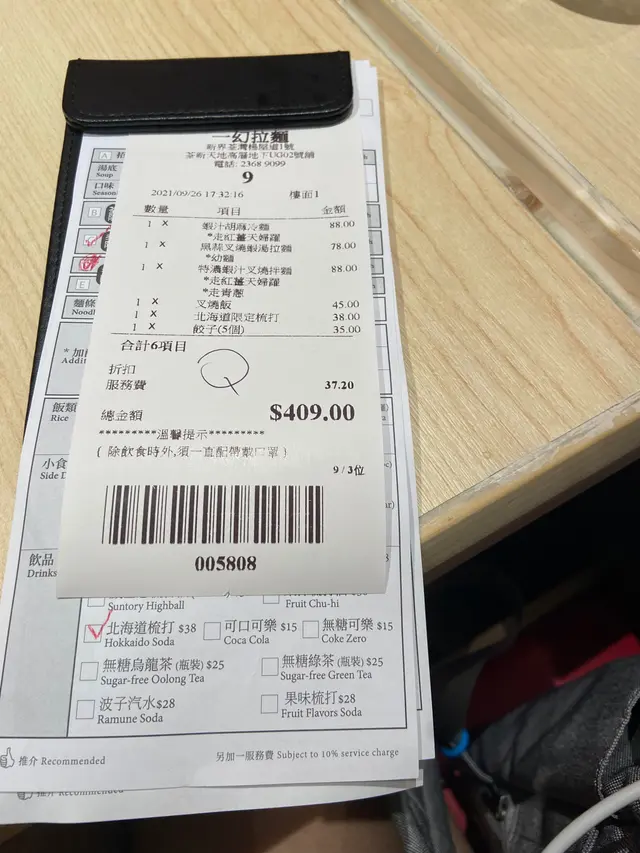 一幻拉麵
新界荃灣楊屋道1號
荃新天地高層地下UG02號舖
電話: 2368 9099
9
2021/09/26 17:32:16 樓面1
數量 項目 金額
1 X 蝦汁胡麻冷麵 88.00
*走紅薑天婦羅
1 X 黑蒜叉燒蝦湯拉麵 78.00
*幼麵
1 X 特濃蝦汁叉燒拌麵 88.00
*走紅薑天婦羅
*走青蔥
1 X 叉燒飯 45.00
1 X 北海道限定梳打 38.00
1 X 餃子(5個) 35.00
合計6項目
折扣
服務費 37.20
總金額 $409.00
*********溫馨提示*********
( 除飲食時外,須一直配帶戴口罩 )
9 / 3位
005808
A
湯底
Soup
口味
Season
B
E
麵條
Noodl
* 加
Addit
飯類
Rice
小食
Side D
飲品
Drinks
Suntory Highball
Fruit Chu-hi
北海道梳打 $38 可口可樂 $15 無糖可樂 $15
Hokkaido Soda Coca Cola Coke Zero
無糖烏龍茶 (瓶裝) $25 無糖綠茶 (瓶裝) $25
Sugar-free Oolong Tea Sugar-free Green Tea
波子汽水 $28 果味梳打 $28
Ramune Soda Fruit Flavors Soda
推介 Recommended 另加一服務費 Subject to 10% service charge
推介 Recommended